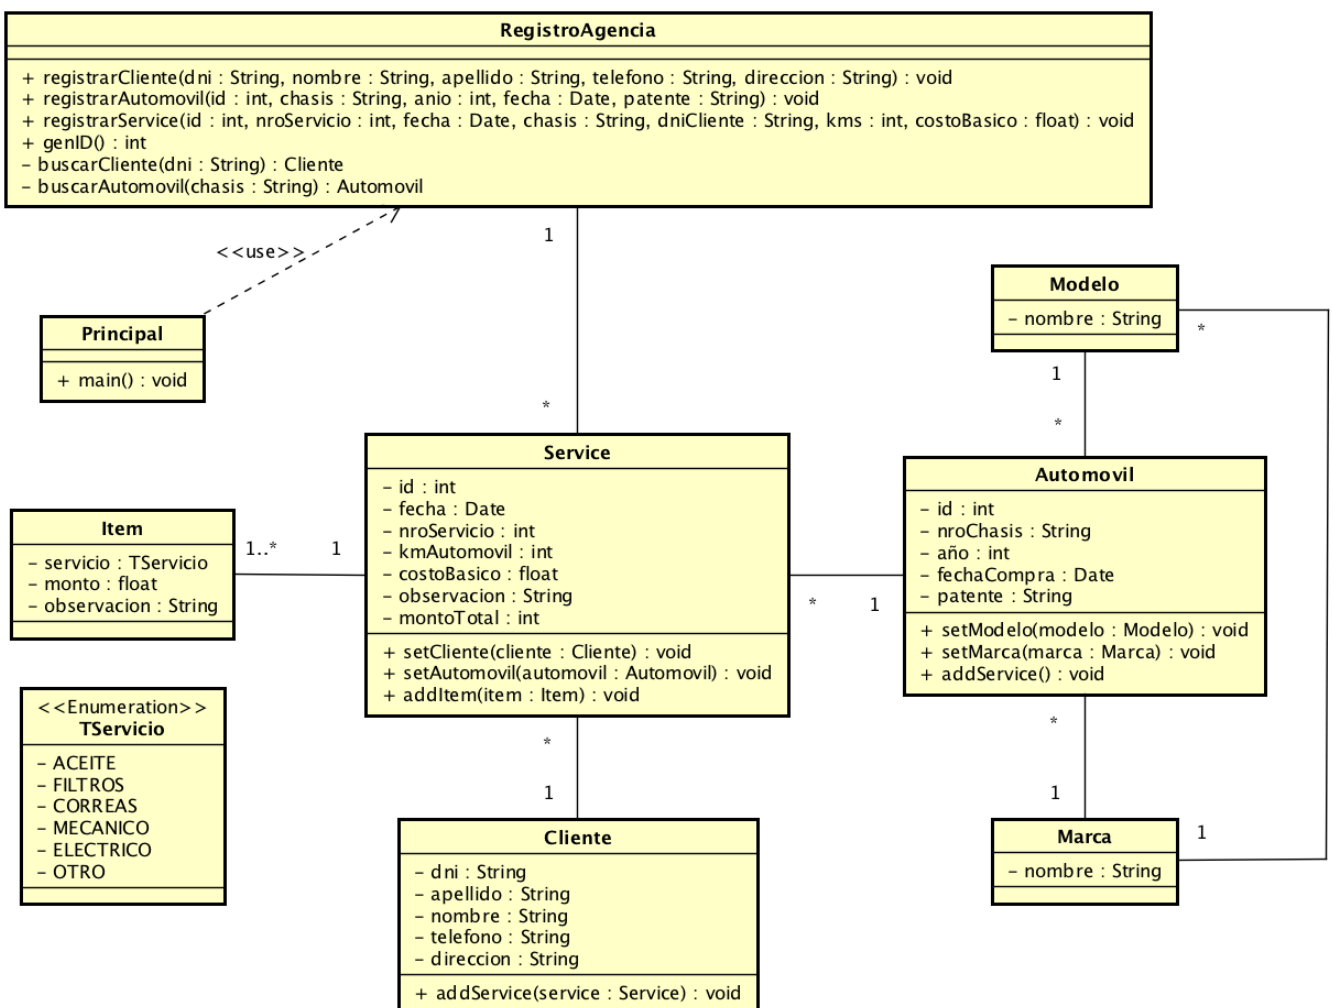 RegistroAgencia
+ registrarCliente(dni : String, nombre : String, apellido : String, telefono : String, direccion : String) : void
+ registrarAutomovil(id : int, chasis : String, anio : int, fecha : Date, patente : String) : void
+ registrarService(id : int, nroServicio : int, fecha : Date, chasis : String, dniCliente : String, kms : int, costoBasico : float) : void
+ genID() : int
- buscarCliente(dni : String) : Cliente
- buscarAutomovil(chasis : String) : Automovil
<<use>>
1
*
Principal
+ main() : void
Modelo
- nombre : String
*
1
*
Service
- id : int
- fecha : Date
- nroServicio : int
- kmAutomovil : int
- costoBasico : float
- observacion : String
- montoTotal : int
+ setCliente(cliente : Cliente) : void
+ setAutomovil(automovil : Automovil) : void
+ addItem(item : Item) : void
Automovil
- id : int
- nroChasis : String
- año : int
- fechaCompra : Date
- patente : String
+ setModelo(modelo : Modelo) : void
+ setMarca(marca : Marca) : void
+ addService() : void
Item
- servicio : TServicio
- monto : float
- observacion : String
1..*
1
*
1
<<Enumeration>>
TServicio
- ACEITE
- FILTROS
- CORREAS
- MECANICO
- ELECTRICO
- OTRO
*
1
Cliente
- dni : String
- apellido : String
- nombre : String
- telefono : String
- direccion : String
+ addService(service : Service) : void
*
1
Marca
- nombre : String
1